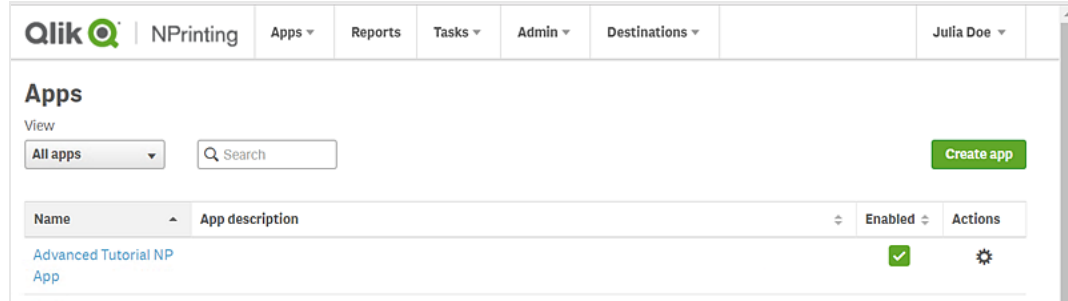 Qlik NPrinting Apps Reports Tasks Admin Destinations Julia Doe
Apps
View
All apps Search Create app
Name App description Enabled Actions
Advanced Tutorial NP
App